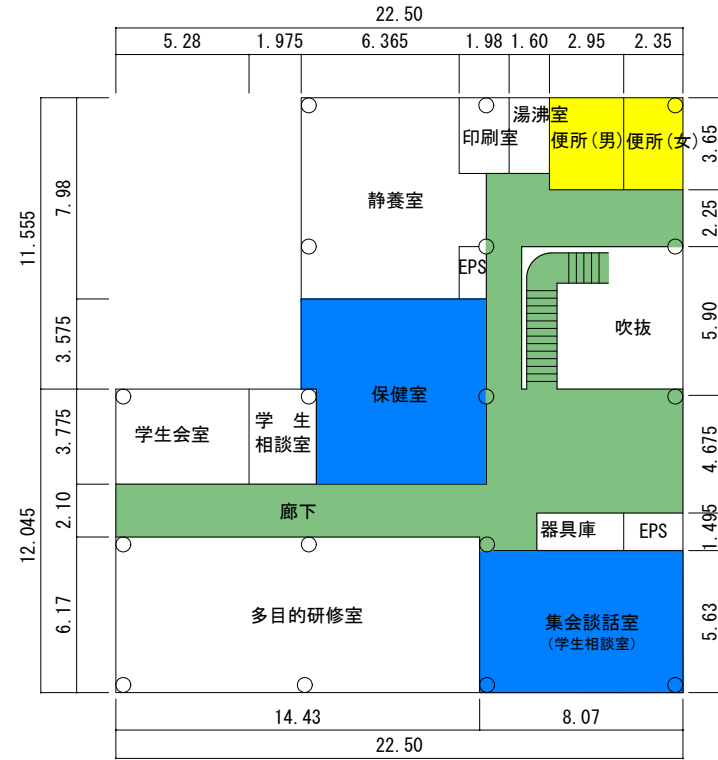 22.50
5.28 1.975 6.365 1.98 1.60 2.95 2.35
湯沸室
印刷室
便所(男)
便所(女)
3.65
静養室
7.98
11.555
2.25
EPS
吹抜
5.90
3.575
保健室
学生会室
学 生
相談室
3.775
4.675
廊下
2.10
12.045
器具庫
EPS
1.495
多目的研修室
集会談話室
(学生相談室)
6.17
5.63
14.43 8.07
22.50